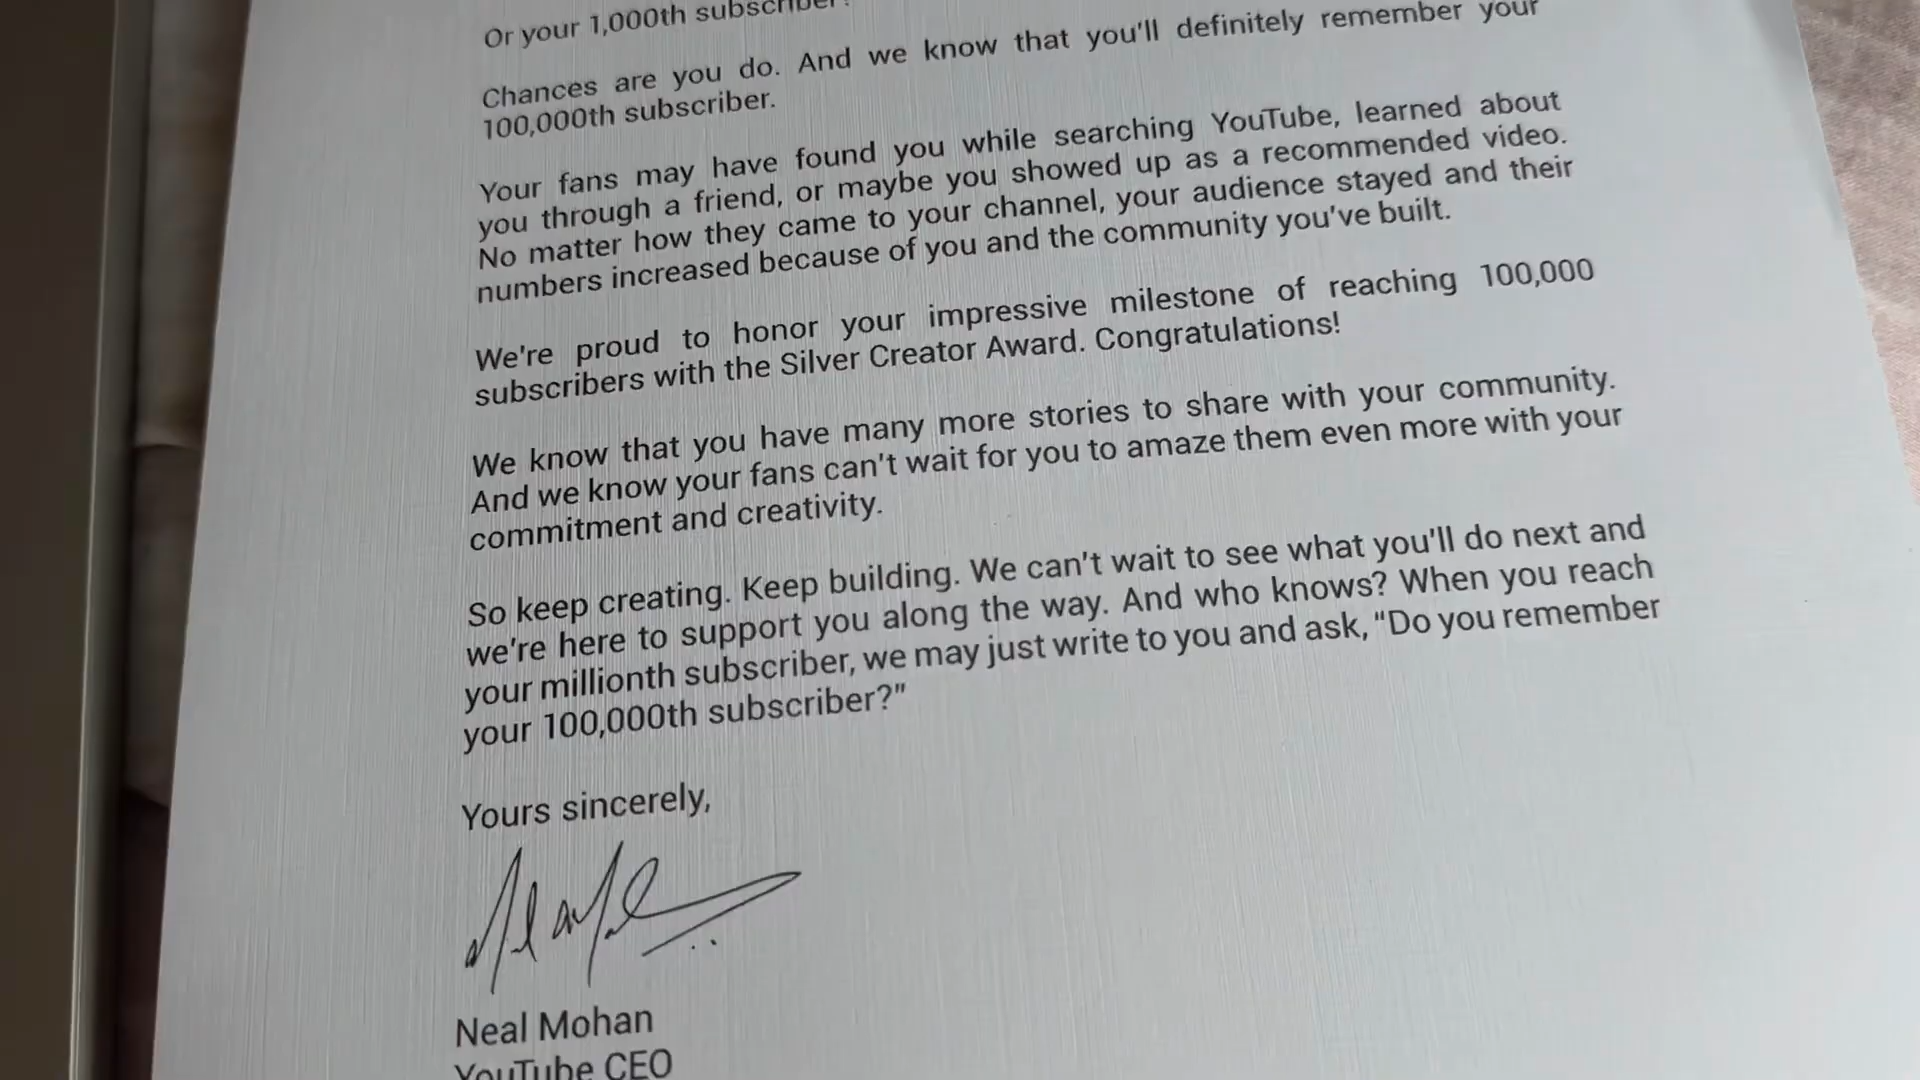 Or your 1,000th subscriber?
Chances are you do. And we know that you'll definitely remember your
100,000th subscriber.
Your fans may have found you while searching YouTube, learned about
you through a friend, or maybe you showed up as a recommended video.
No matter how they came to your channel, your audience stayed and their
numbers increased because of you and the community you've built.
We're proud to honor your impressive milestone of reaching 100,000
subscribers with the Silver Creator Award. Congratulations!
We know that you have many more stories to share with your community.
And we know your fans can't wait for you to amaze them even more with your
commitment and creativity.
So keep creating. Keep building. We can't wait to see what you'll do next and
we're here to support you along the way. And who knows? When you reach
your millionth subscriber, we may just write to you and ask, “Do you remember
your 100,000th subscriber?”
Yours sincerely,
Neal Mohan
YouTube CEO